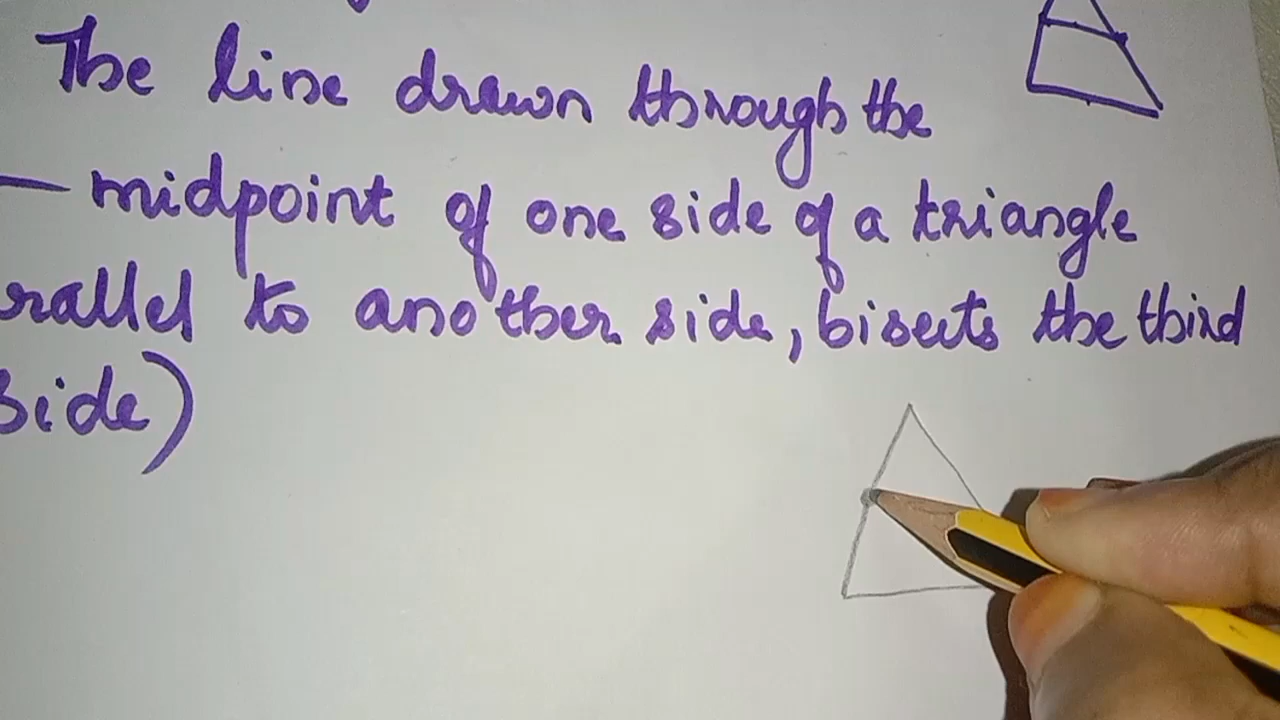 The line drawn through the
— midpoint of one side of a triangle
rallel to another side, bisects the third
side)